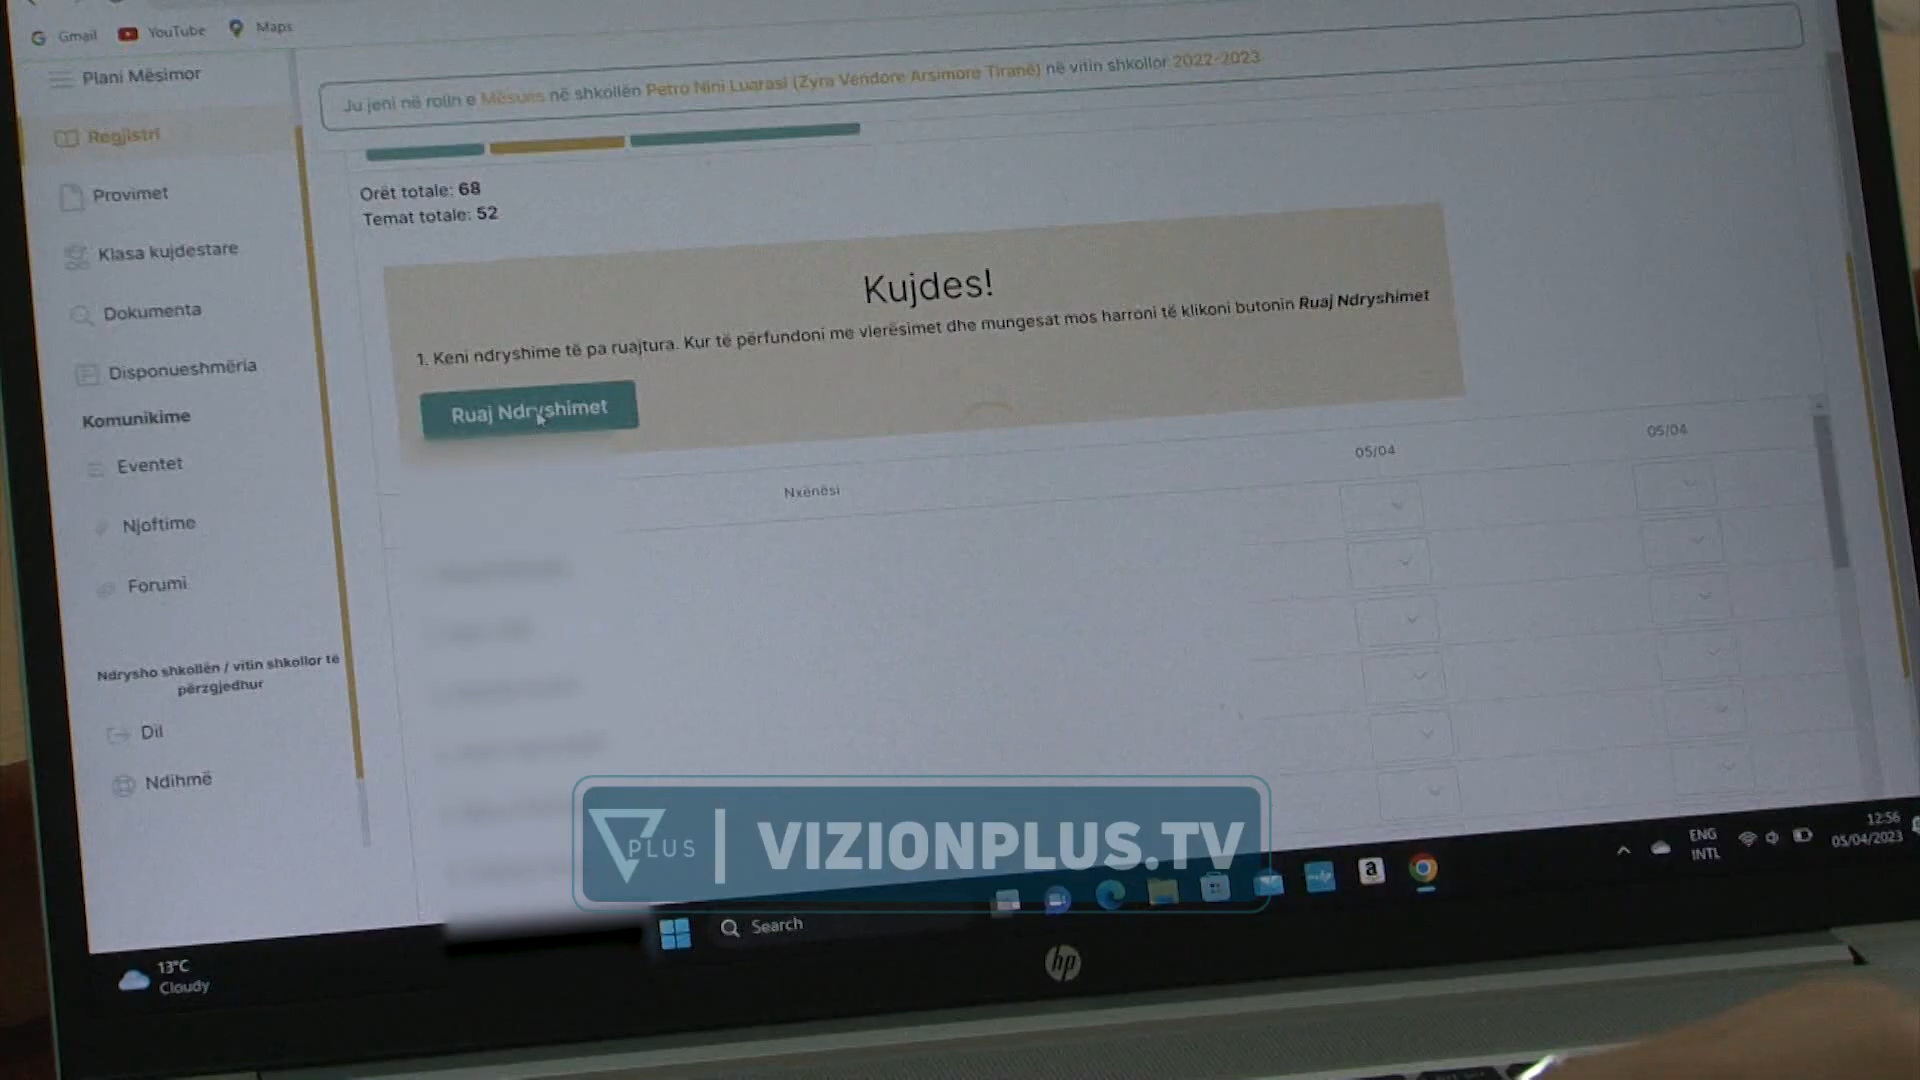 Gmail
YouTube
Maps
Plani Mësimor
Regjistri
Provimet
Klasa kujdestare
Dokumenta
Disponueshmëria
Komunikime
Eventet
Njoftime
Forumi
Ndrysho shkollën / vitin shkollor të
përzgjedhur
Dil
Ndihmë
Ju jeni në rolin e Mësues në shkollën Petro Nini Luarasi (Zyra Vendore Arsimore Tiranë) në vitin shkollor 2022-2023
Orët totale: 68
Temat totale: 52
Kujdes!
1. Keni ndryshime të pa ruajtura. Kur të përfundoni me vlerësimet dhe mungesat mos harroni të klikoni butonin Ruaj Ndryshimet
Ruaj Ndryshimet
Nxënësi
05/04
05/04
PLUS
VIZIONPLUS.TV
13°C
Cloudy
Search
a
ENG
INTL
12:56
05/04/2023
hp